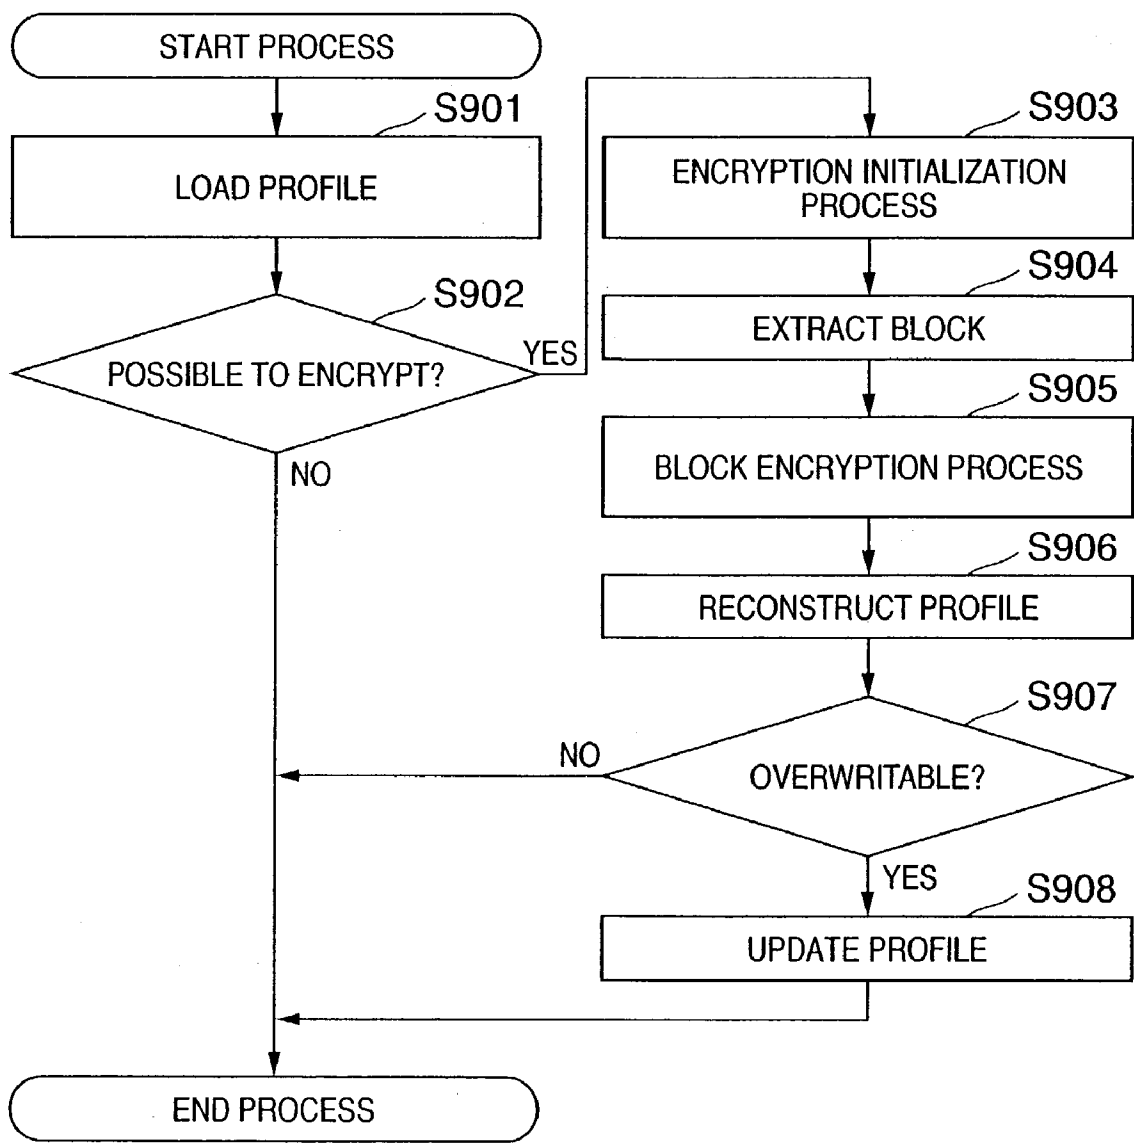 START PROCESS
S901
LOAD PROFILE
S902
POSSIBLE TO ENCRYPT?
YES
NO
S903
ENCRYPTION INITIALIZATION
PROCESS
S904
EXTRACT BLOCK
S905
BLOCK ENCRYPTION PROCESS
S906
RECONSTRUCT PROFILE
S907
OVERWRITABLE?
NO
YES
S908
UPDATE PROFILE
END PROCESS